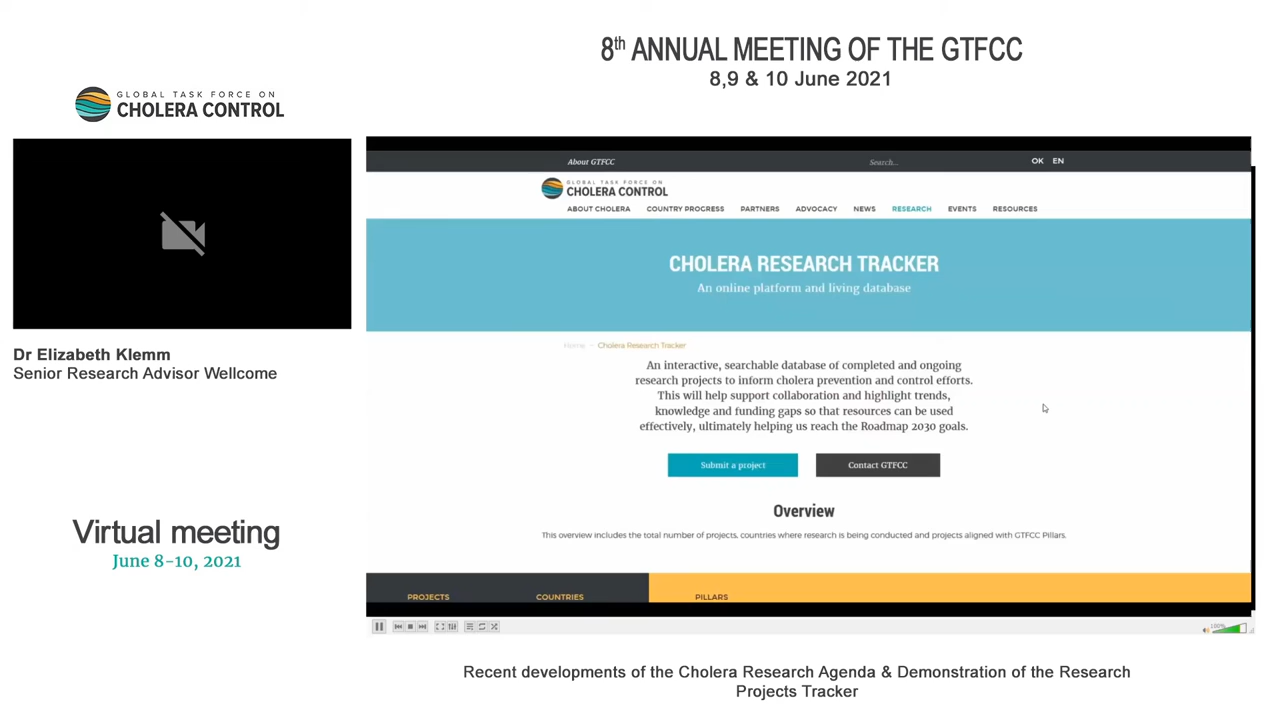 8th ANNUAL MEETING OF THE GTFCC
8,9 & 10 June 2021
GLOBAL TASK FORCE ON
CHOLERA CONTROL
Dr Elizabeth Klemm
Senior Research Advisor Wellcome
Virtual meeting
June 8-10, 2021
About GTFCC
Search...
OK EN
GLOBAL TASK FORCE ON
CHOLERA CONTROL
ABOUT CHOLERA COUNTRY PROGRESS PARTNERS ADVOCACY NEWS RESEARCH EVENTS RESOURCES
CHOLERA RESEARCH TRACKER
An online platform and living database
Home – Cholera Research Tracker
An interactive, searchable database of completed and ongoing
research projects to inform cholera prevention and control efforts.
This will help support collaboration and highlight trends,
knowledge and funding gaps so that resources can be used
effectively, ultimately helping us reach the Roadmap 2030 goals.
Submit a project
Contact GTFCC
Overview
This overview includes the total number of projects, countries where research is being conducted and projects aligned with GTFCC Pillars.
PROJECTS COUNTRIES PILLARS
100%
Recent developments of the Cholera Research Agenda & Demonstration of the Research
Projects Tracker